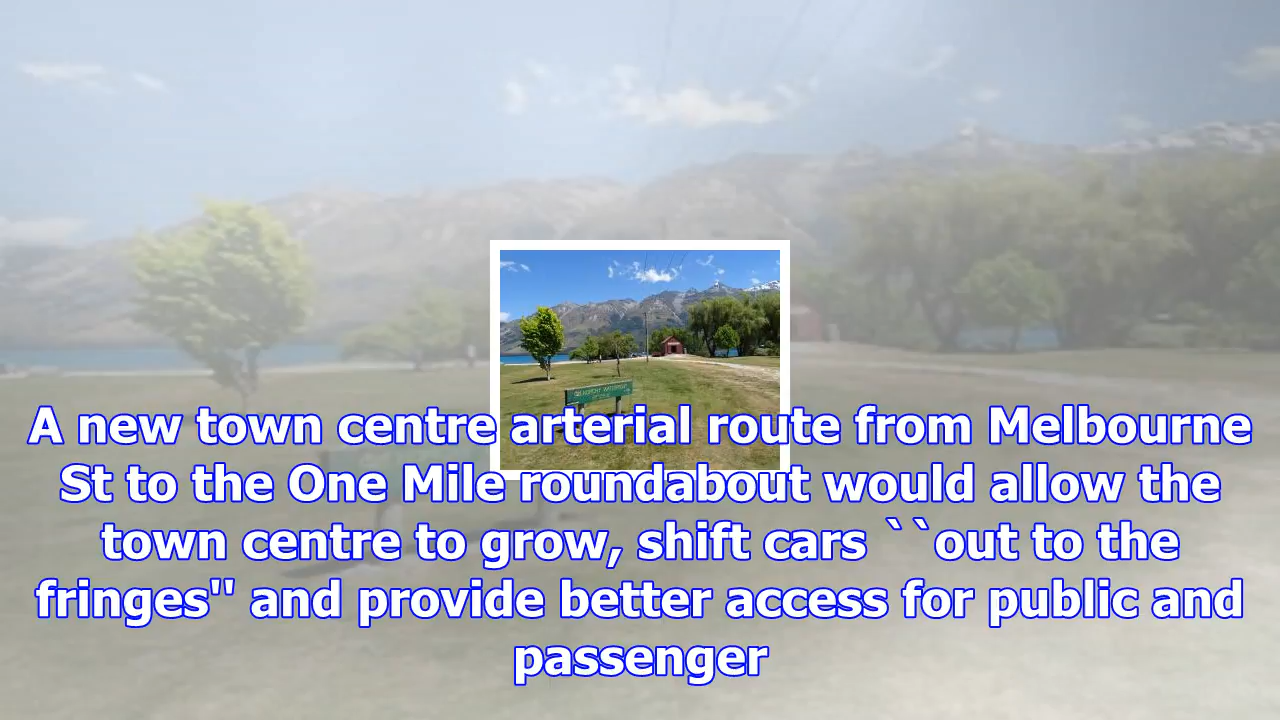 A new town centre arterial route from Melbourne
St to the One Mile roundabout would allow the
town centre to grow, shift cars ``out to the
fringes'' and provide better access for public and
passenger